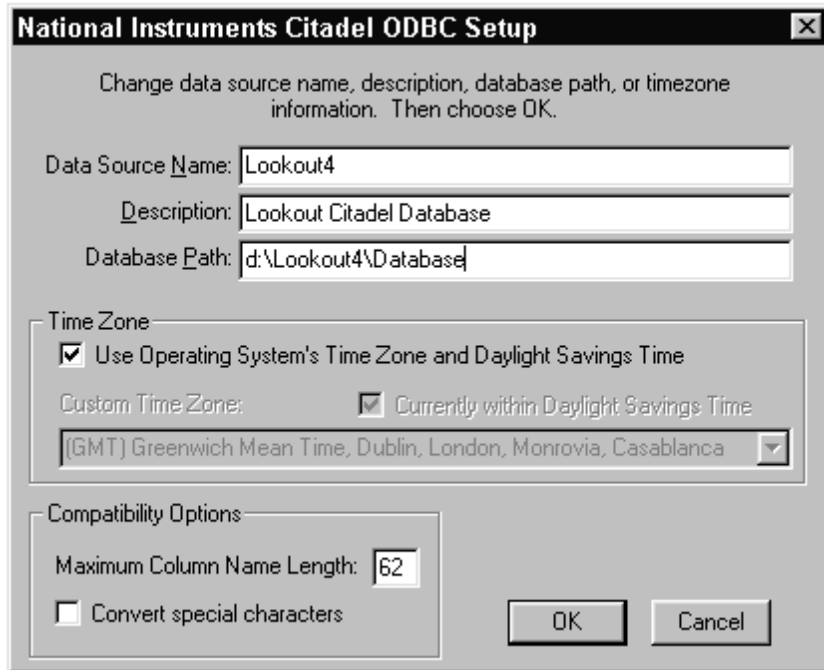 National Instruments Citadel ODBC Setup
Change data source name, description, database path, or timezone
information. Then choose OK.
Data Source Name: Lookout4
Description: Lookout Citadel Database
Database Path: d:\Lookout4\Database
Time Zone
Use Operating System's Time Zone and Daylight Savings Time
Custom Time Zone: Currently within Daylight Savings Time
(GMT) Greenwich Mean Time, Dublin, London, Monrovia, Casablanca
Compatibility Options
Maximum Column Name Length: 62
Convert special characters
OK Cancel